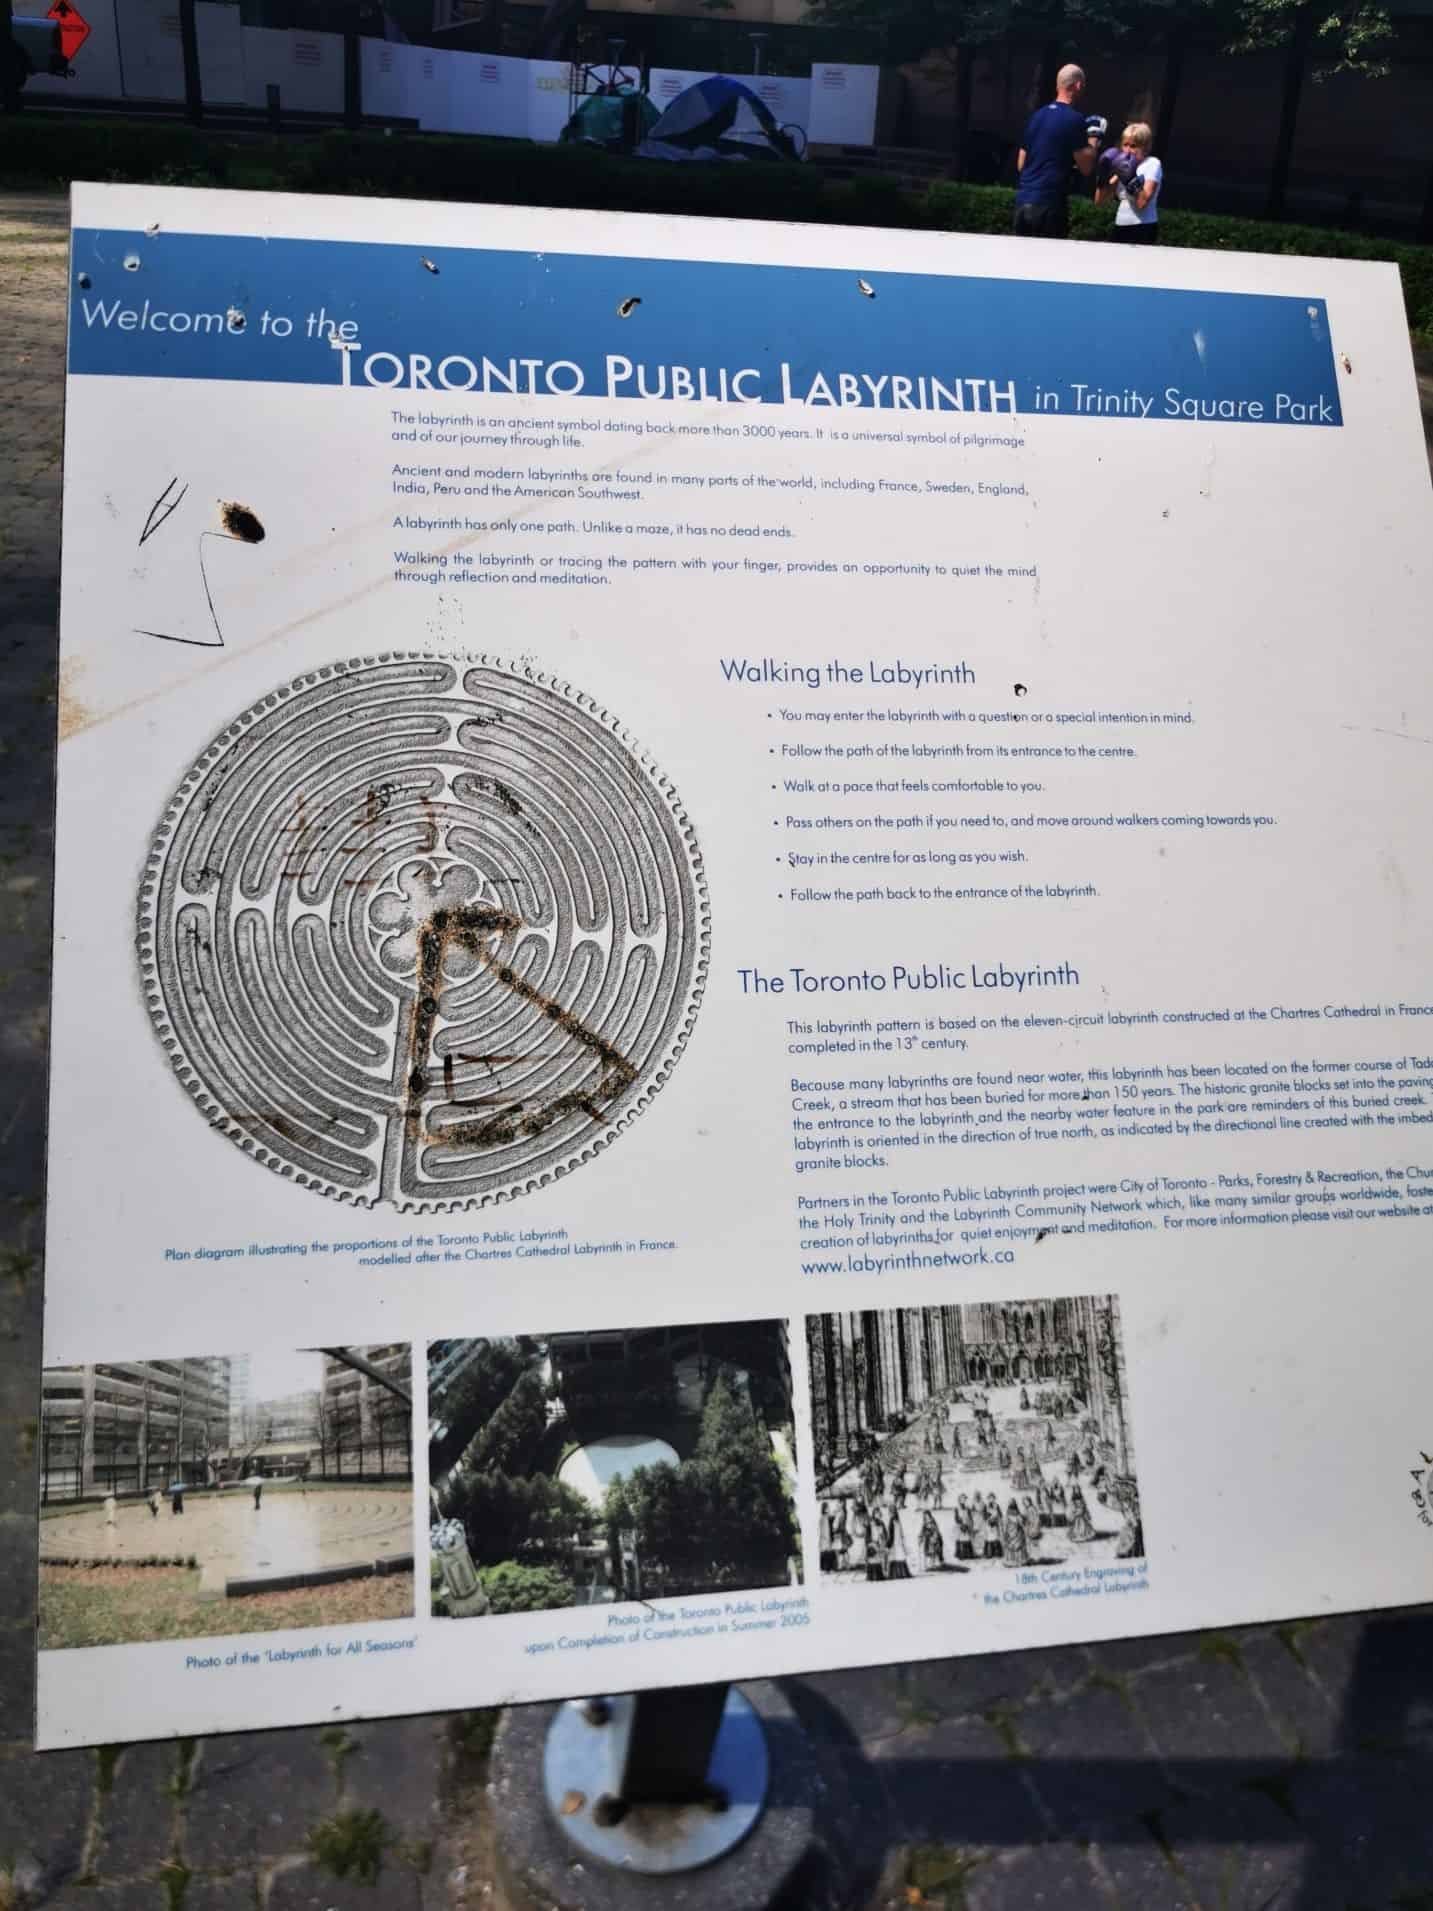 Welcome to the
TORONTO PUBLIC LABYRINTH in Trinity Square Park
The labyrinth is an ancient symbol dating back more than 3000 years. It is a universal symbol of pilgrimage
and of our journey through life.
Ancient and modern labyrinths are found in many parts of the world, including France, Sweden, England,
India, Peru and the American Southwest.
A labyrinth has only one path. Unlike a maze, it has no dead ends.
Walking the labyrinth or tracing the pattern with your finger, provides an opportunity to quiet the mind
through reflection and meditation.
Walking the Labyrinth
• You may enter the labyrinth with a question or a special intention in mind.
• Follow the path of the labyrinth from its entrance to the centre.
• Walk at a pace that feels comfortable to you.
• Pass others on the path if you need to, and move around walkers coming towards you.
• Stay in the centre for as long as you wish.
• Follow the path back to the entrance of the labyrinth.
The Toronto Public Labyrinth
This labyrinth pattern is based on the eleven-circuit labyrinth constructed at the Chartres Cathedral in France
completed in the 13th century.
Because many labyrinths are found near water, this labyrinth has been located on the former course of
Creek, a stream that has been buried for more than 150 years. The historic granite blocks set into the paving
the entrance to the labyrinth and the nearby water feature in the park are reminders of this buried creek.
labyrinth is oriented in the direction of true north, as indicated by the directional line created with the
granite blocks.
Partners in the Toronto Public Labyrinth project were City of Toronto - Parks, Forestry & Recreation, the
the Holy Trinity and the Labyrinth Community Network which, like many similar groups worldwide,
creation of labyrinths for quiet enjoyment and meditation. For more information please visit our website at
www.labyrinthnetwork.ca
Plan diagram illustrating the proportions of the Toronto Public Labyrinth
modelled after the Chartres Cathedral Labyrinth in France.
Photo of the 'Labyrinth for All Seasons'
Photo of the Toronto Public Labyrinth
upon Completion of Construction in Summer 2005
18th Century Engraving of
the Chartres Cathedral Labyrinth